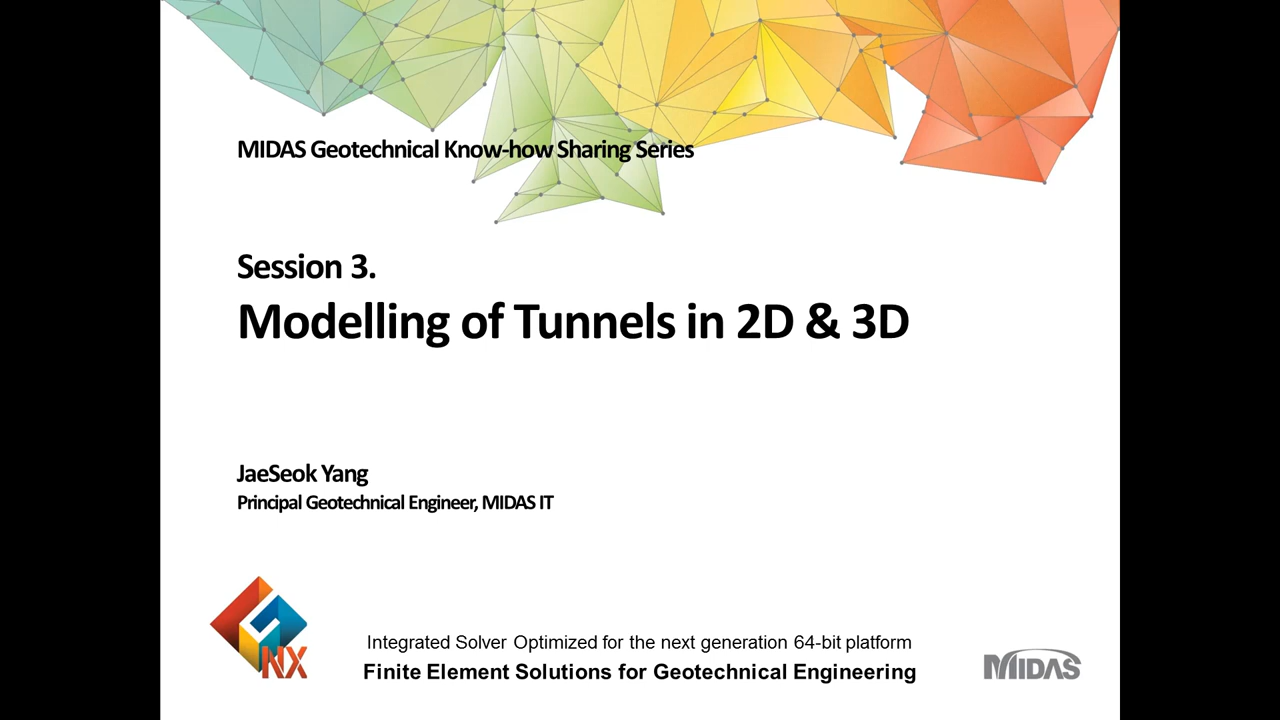 MIDAS Geotechnical Know-how Sharing Series
Session 3.
Modelling of Tunnels in 2D & 3D
JaeSeok Yang
Principal Geotechnical Engineer, MIDAS IT
NX
Integrated Solver Optimized for the next generation 64-bit platform
Finite Element Solutions for Geotechnical Engineering
MIDAS